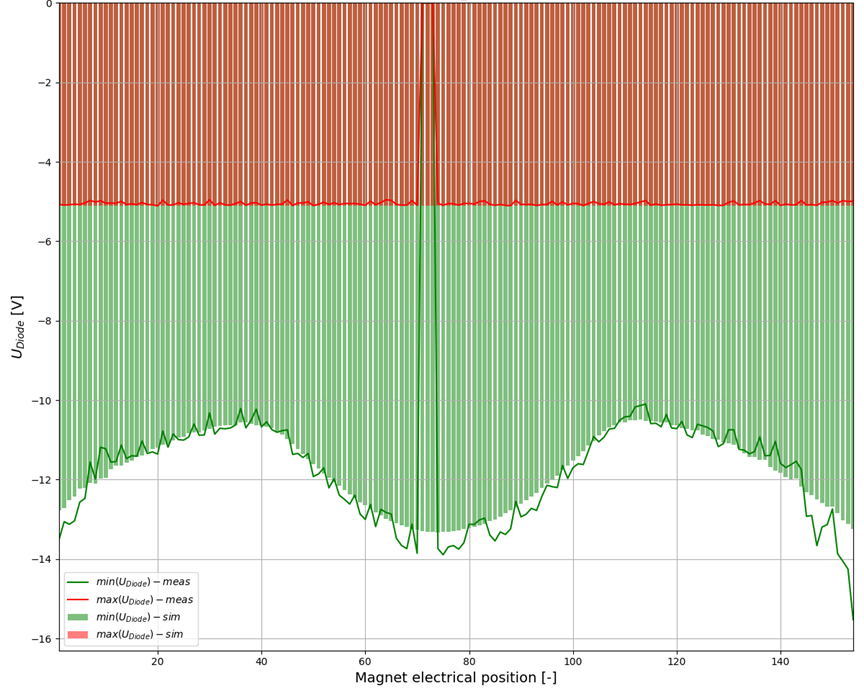 0
−2
−4
−6
−8
−10
−12
−14
−16
U_Diode [V]
min(U_Diode) − meas
max(U_Diode) − meas
min(U_Diode) − sim
max(U_Diode) − sim
20 40 60 80 100 120 140
Magnet electrical position [-]